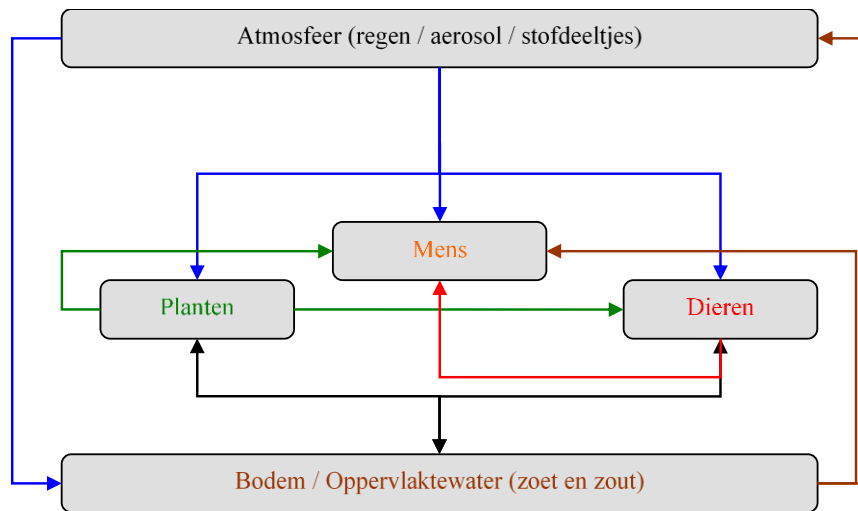 Atmosfeer (regen / aerosol / stofdeeltjes)
Mens
Planten
Dieren
Bodem / Oppervlaktewater (zoet en zout)